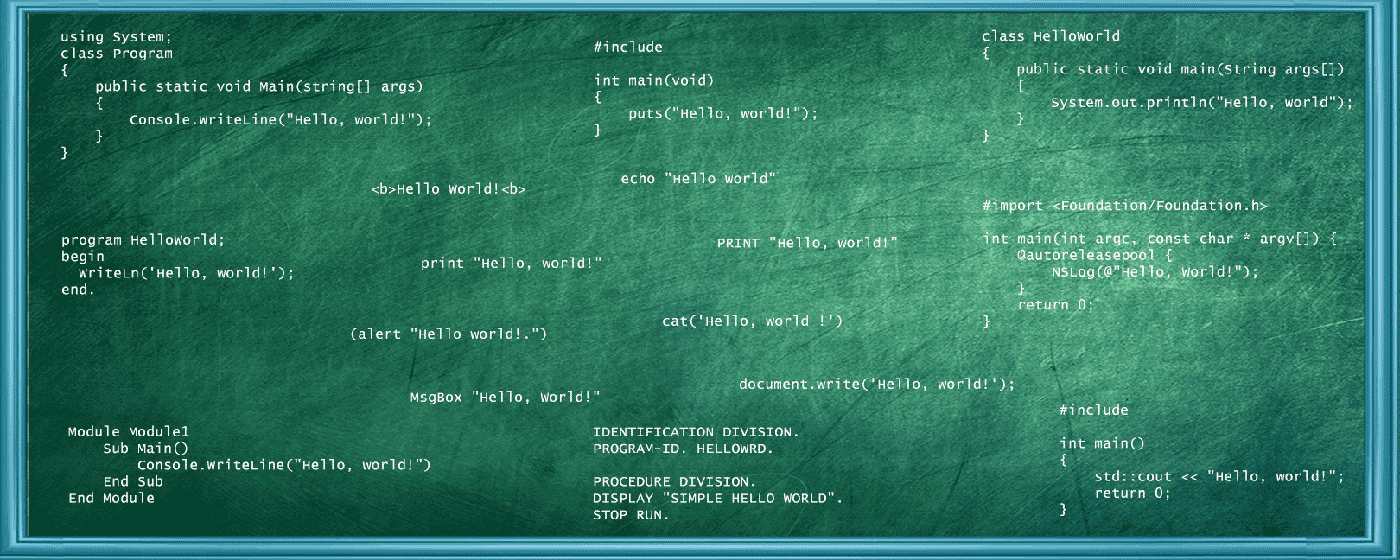 using System;
class Program
{
    public static void Main(string[] args)
    {
        Console.WriteLine("Hello, world!");
    }
}
#include
int main(void)
{
    puts("Hello, world!");
}
class HelloWorld
{
    public static void main(String args[])
    {
        System.out.println("Hello, world");
    }
}
<b>Hello World!<b>
echo "Hello world"
program HelloWorld;
begin
  WriteLn('Hello, world!');
end.
print "Hello, world!"
PRINT "Hello, world!"
#import <Foundation/Foundation.h>
int main(int argc, const char * argv[]) {
    @autoreleasepool {
        NSLog(@"Hello, World!");
    }
    return 0;
}
(alert "Hello world!.")
cat('Hello, world !')
MsgBox "Hello, World!"
document.write('Hello, world!');
Module Module1
    Sub Main()
        Console.WriteLine("Hello, world!")
    End Sub
End Module
IDENTIFICATION DIVISION.
PROGRAM-ID. HELLOWRD.
PROCEDURE DIVISION.
DISPLAY "SIMPLE HELLO WORLD".
STOP RUN.
#include
int main()
{
    std::cout << "Hello, world!";
    return 0;
}